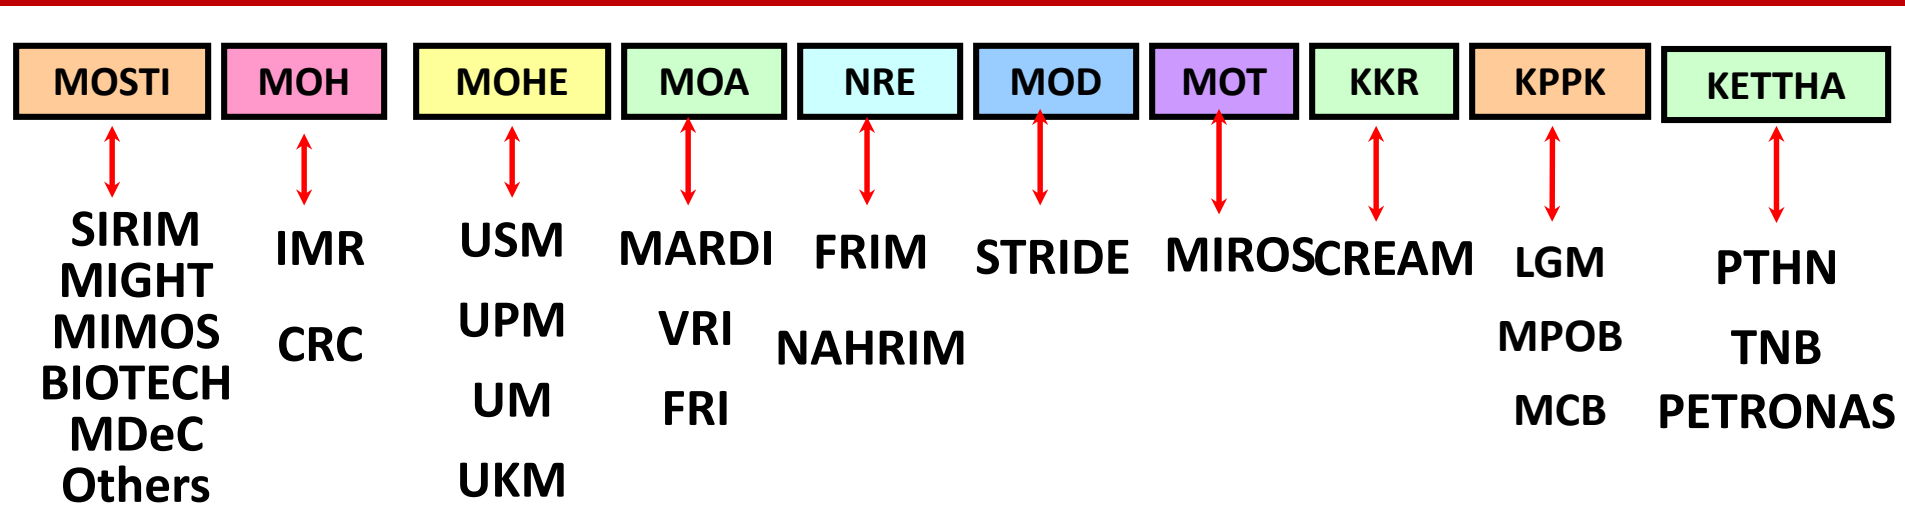 MOSTI
MOH
MOHE
MOA
NRE
MOD
MOT
KKR
KPPK
KETTHA
SIRIM
MIGHT
MIMOS
BIOTECH
MDeC
Others
IMR
CRC
USM
UPM
UM
UKM
MARDI
VRI
FRI
FRIM
NAHRIM
STRIDE
MIROS
CREAM
LGM
MPOB
MCB
PTHN
TNB
PETRONAS